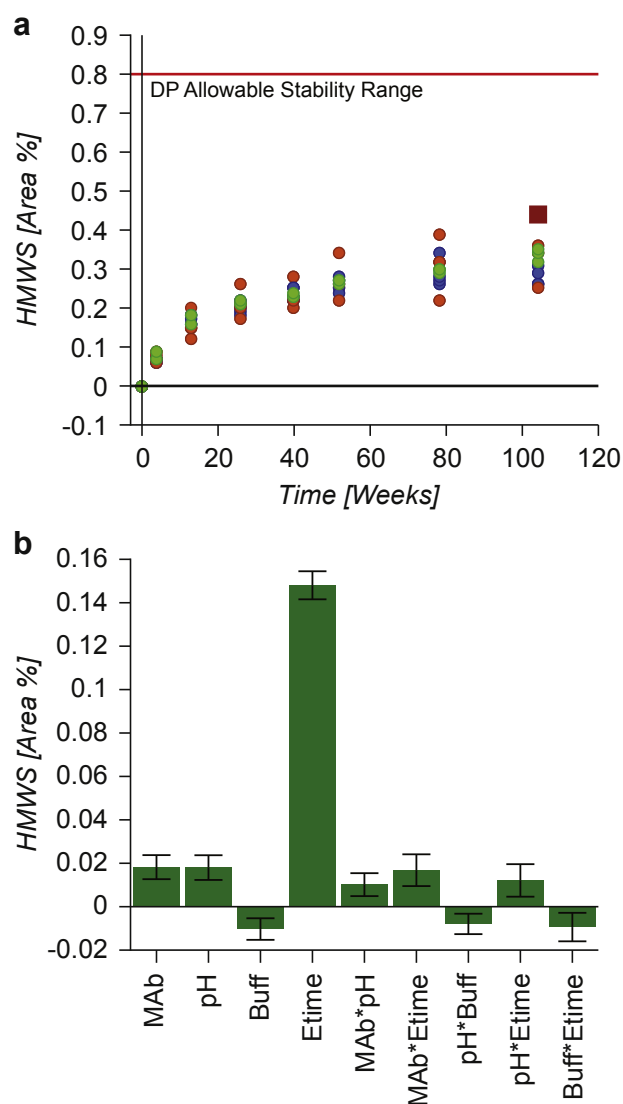 a
HMWS [Area %]
0.9
0.8
0.7
0.6
0.5
0.4
0.3
0.2
0.1
0
-0.1
DP Allowable Stability Range
0 20 40 60 80 100 120
Time [Weeks]
b
HMWS [Area %]
0.16
0.14
0.12
0.1
0.08
0.06
0.04
0.02
0
-0.02
MAb
pH
Buff
Etime
MAb*pH
MAb*Etime
pH*Buff
pH*Etime
Buff*Etime